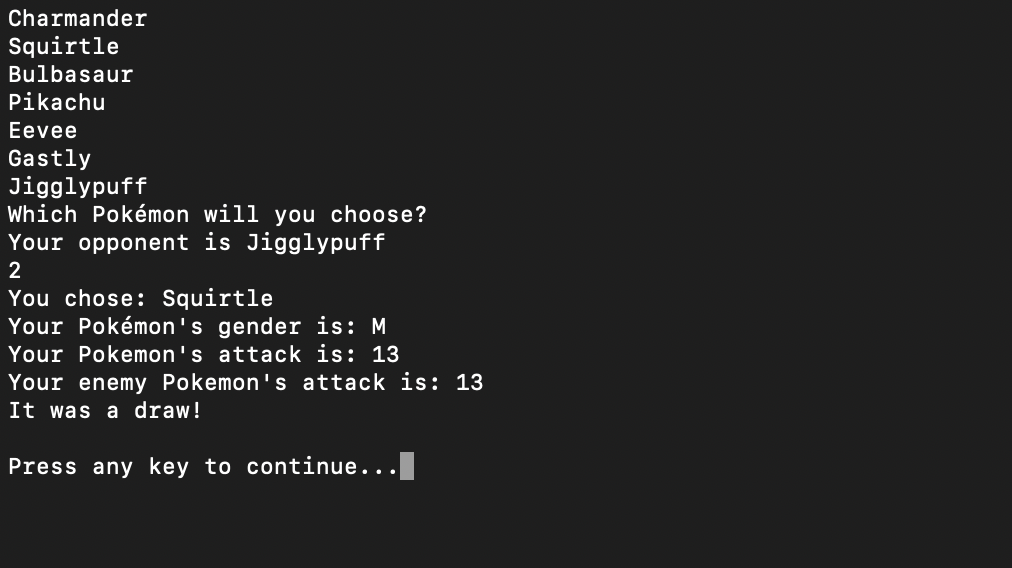 Charmander
Squirtle
Bulbasaur
Pikachu
Eevee
Gastly
Jigglypuff
Which Pokémon will you choose?
Your opponent is Jigglypuff
2
You chose: Squirtle
Your Pokémon's gender is: M
Your Pokemon's attack is: 13
Your enemy Pokemon's attack is: 13
It was a draw!
Press any key to continue...